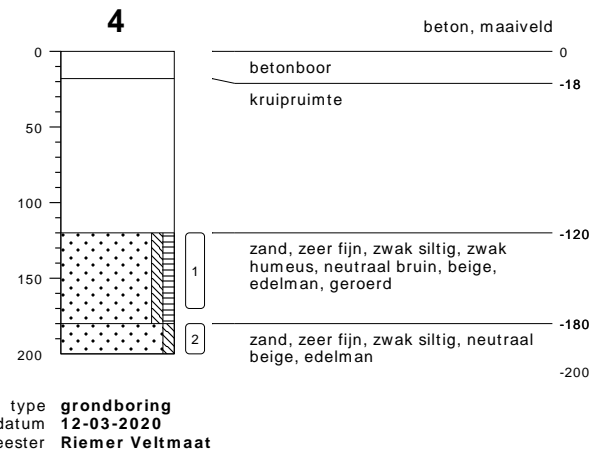 4
beton, maaiveld
0
0
betonboor
-18
kruipruimte
50
100
-120
zand, zeer fijn, zwak siltig, zwak
humeus, neutraal bruin, beige,
edelman, geroerd
1
150
-180
zand, zeer fijn, zwak siltig, neutraal
beige, edelman
2
200
-200
type grondboring
datum 12-03-2020
eester Riemer Veltmaat